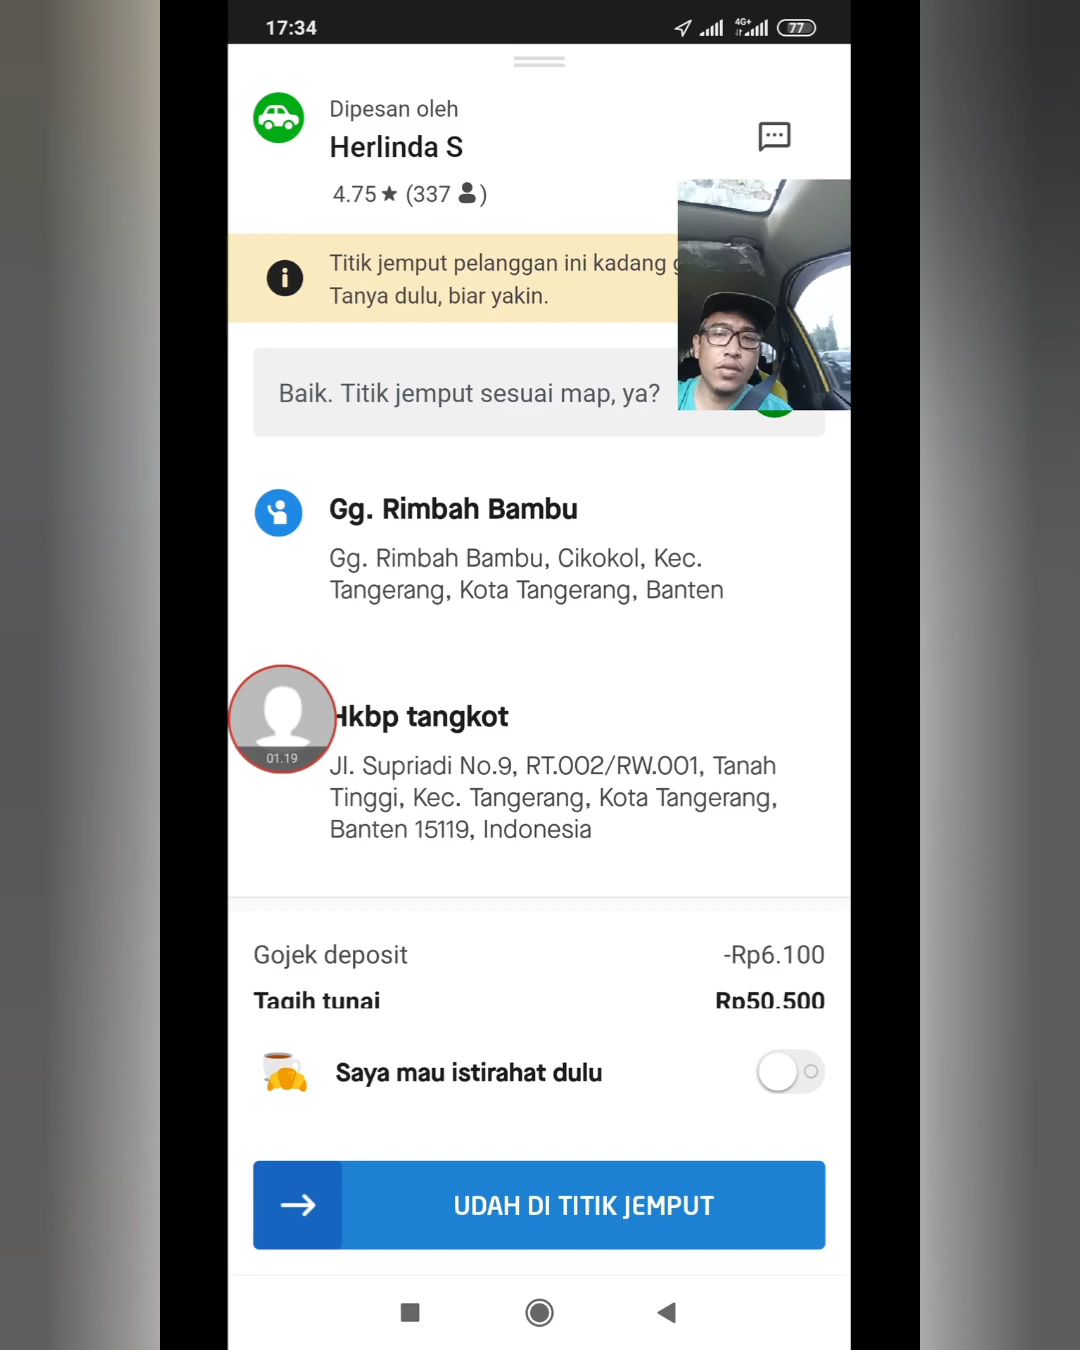 17:34
4G+
77
Dipesan oleh
Herlinda S
4.75★ (337 )
Titik jemput pelanggan ini kadang
Tanya dulu, biar yakin.
Baik. Titik jemput sesuai map, ya?
Gg. Rimbah Bambu
Gg. Rimbah Bambu, Cikokol, Kec.
Tangerang, Kota Tangerang, Banten
Hkbp tangkot
01.19
Jl. Supriadi No.9, RT.002/RW.001, Tanah
Tinggi, Kec. Tangerang, Kota Tangerang,
Banten 15119, Indonesia
Gojek deposit -Rp6.100
Tagih tunai Rp50.500
Saya mau istirahat dulu
UDAH DI TITIK JEMPUT